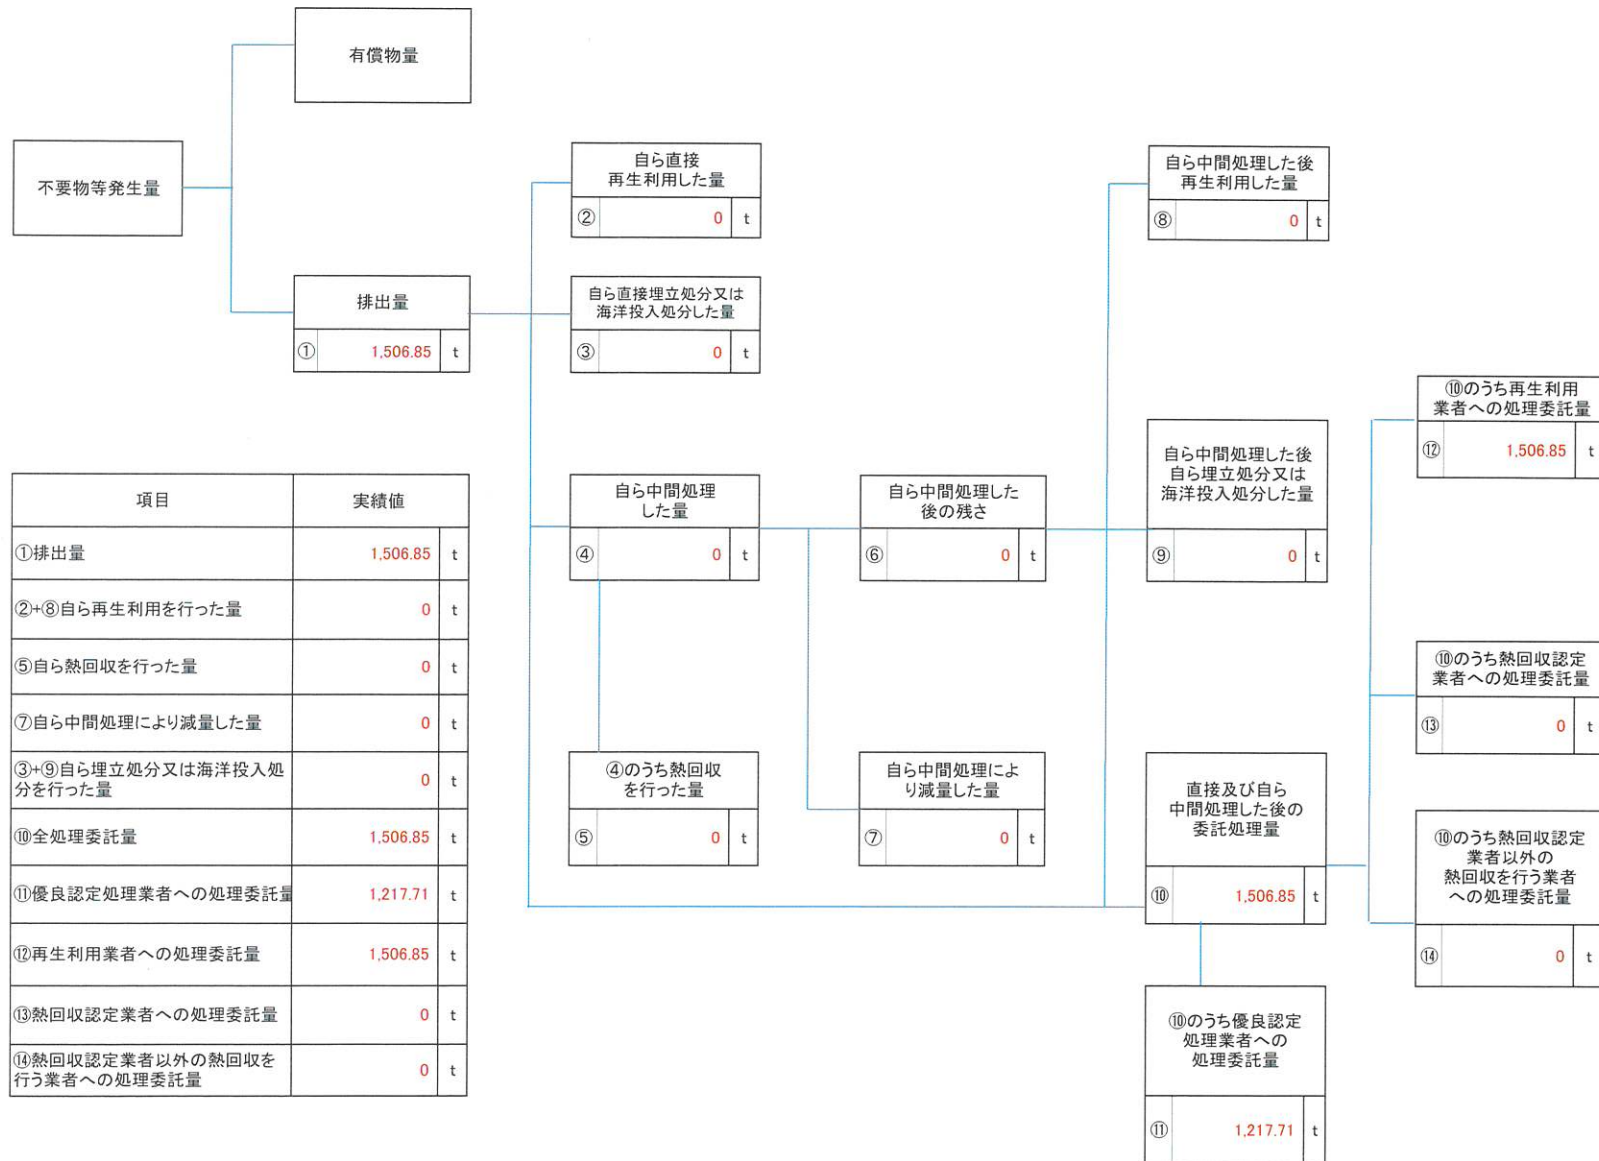 有償物量
不要物等発生量
排出量
① 1,506.85 t
自ら直接
再生利用した量
② 0 t
自ら直接埋立処分又は
海洋投入処分した量
③ 0 t
自ら中間処理
した量
④ 0 t
④のうち熱回収
を行った量
⑤ 0 t
自ら中間処理した
後の残さ
⑥ 0 t
自ら中間処理によ
り減量した量
⑦ 0 t
自ら中間処理した後
再生利用した量
⑧ 0 t
自ら中間処理した後
自ら埋立処分又は
海洋投入処分した量
⑨ 0 t
直接及び自ら
中間処理した後の
委託処理量
⑩ 1,506.85 t
⑩のうち優良認定
処理業者への
処理委託量
⑪ 1,217.71 t
⑩のうち再生利用
業者への処理委託量
⑫ 1,506.85 t
⑩のうち熱回収認定
業者への処理委託量
⑬ 0 t
⑩のうち熱回収認定
業者以外の
熱回収を行う業者
への処理委託量
⑭ 0 t
項目 実績値
①排出量 1,506.85 t
②+⑧自ら再生利用を行った量 0 t
⑤自ら熱回収を行った量 0 t
⑦自ら中間処理により減量した量 0 t
③+⑨自ら埋立処分又は海洋投入処
分を行った量 0 t
⑩全処理委託量 1,506.85 t
⑪優良認定処理業者への処理委託量 1,217.71 t
⑫再生利用業者への処理委託量 1,506.85 t
⑬熱回収認定業者への処理委託量 0 t
⑭熱回収認定業者以外の熱回収を
行う業者への処理委託量 0 t